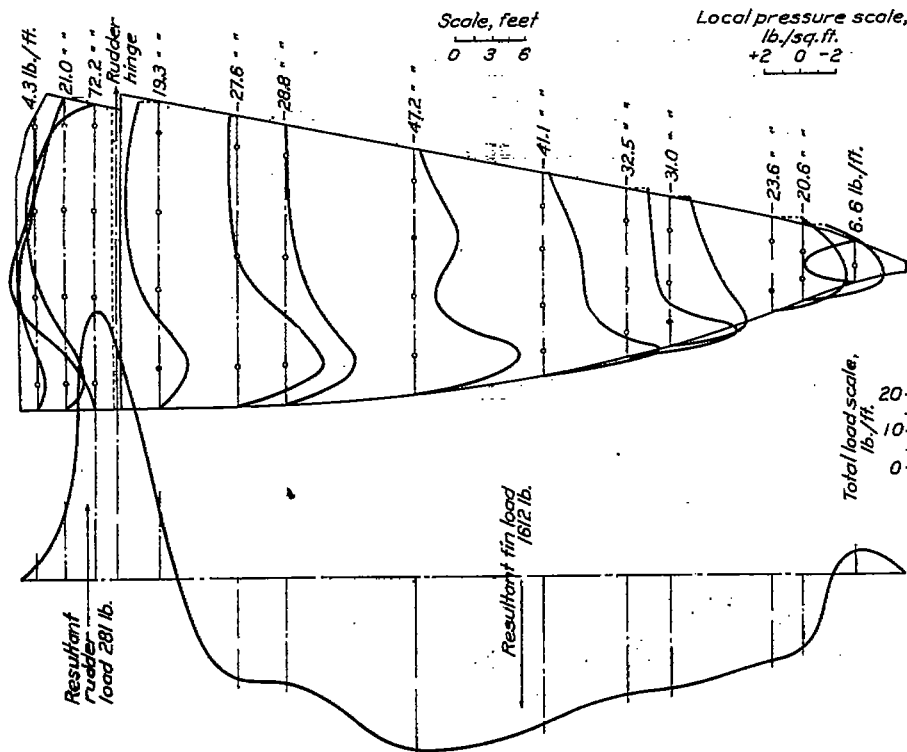 Scale, feet
0 3 6
Local pressure scale,
lb./sq.ft.
+2 0 -2
4.3 lb./ft.
21.0 " "
72.2 " "
Rudder
hinge
19.3 " "
-27.6 " "
-28.8 " "
-47.2 " "
-41.1 " "
-32.5 " "
-31.0 " "
-23.6 " "
-20.6 " "
6.6 lb./ft.
Total load scale,
lb./ft.
20
10
0
Resultant
rudder
load 281 lb.
Resultant fin load
1612 lb.